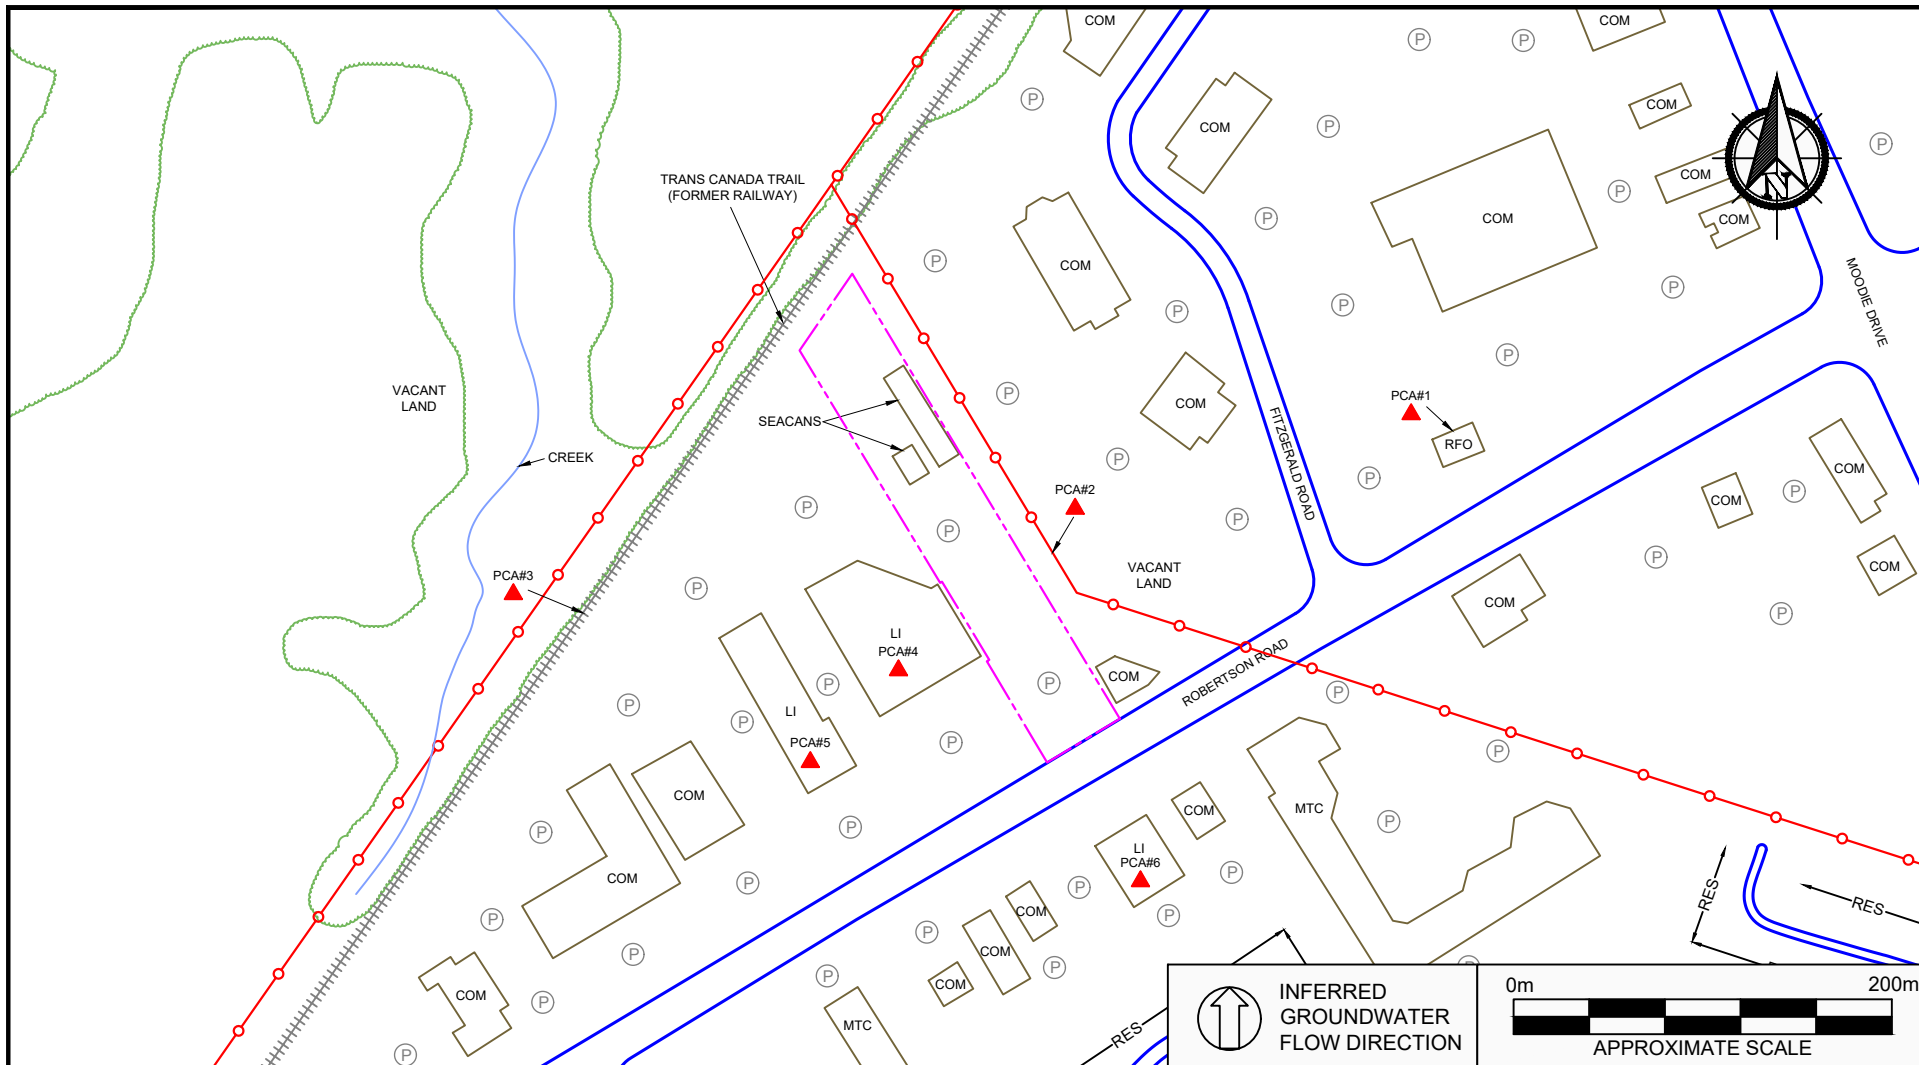 COM
COM
P
P
COM
P
COM
P
COM
P
TRANS CANADA TRAIL
(FORMER RAILWAY)
COM
P
COM
N
COM
P
COM
P
COM
P
P
P
MOODIE DRIVE
P
VACANT
LAND
P
COM
FITZGERALD ROAD
PCA#1
RFO
SEACANS
CREEK
P
P
COM
COM
P
PCA#2
P
P
P
P
COM
PCA#3
VACANT
LAND
P
COM
P
LI
PCA#4
COM
ROBERTSON ROAD
P
P
P
P
P
LI
PCA#5
P
P
P
COM
MTC
P
COM
P
P
LI
PCA#6
COM
P
P
P
COM
RES
RES
P
P
COM
P
COM
P
P
P
COM
COM
P
P
MTC
P
RES
P
INFERRED
GROUNDWATER
FLOW DIRECTION
0m 200m
APPROXIMATE SCALE